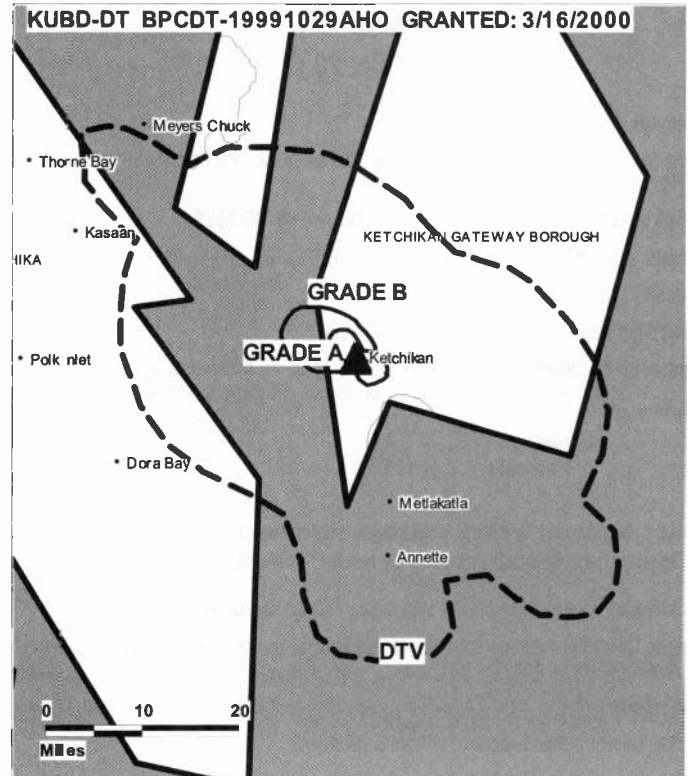 KUBD-DT BPCDT-19991029AHO GRANTED: 3/16/2000
Meyers Chuck
Thorne Bay
Kasaan
KETCHIKAN GATEWAY BOROUGH
HIKA
GRADE B
GRADE A
Ketchikan
Polk nlet
Dora Bay
Metlakatla
Annette
DTV
0 10 20
Miles